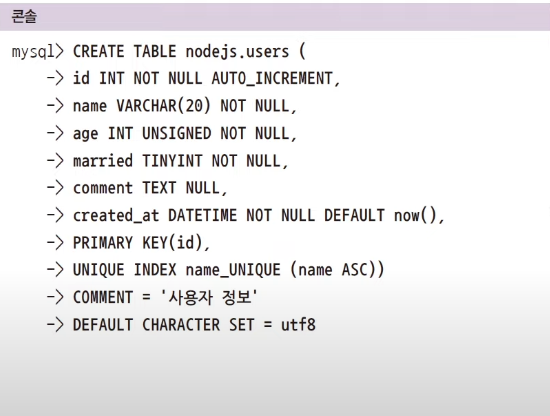 콘솔
mysql> CREATE TABLE nodejs.users (
-> id INT NOT NULL AUTO_INCREMENT,
-> name VARCHAR(20) NOT NULL,
-> age INT UNSIGNED NOT NULL,
-> married TINYINT NOT NULL,
-> comment TEXT NULL,
-> created_at DATETIME NOT NULL DEFAULT now(),
-> PRIMARY KEY(id),
-> UNIQUE INDEX name_UNIQUE (name ASC))
-> COMMENT = '사용자 정보'
-> DEFAULT CHARACTER SET = utf8